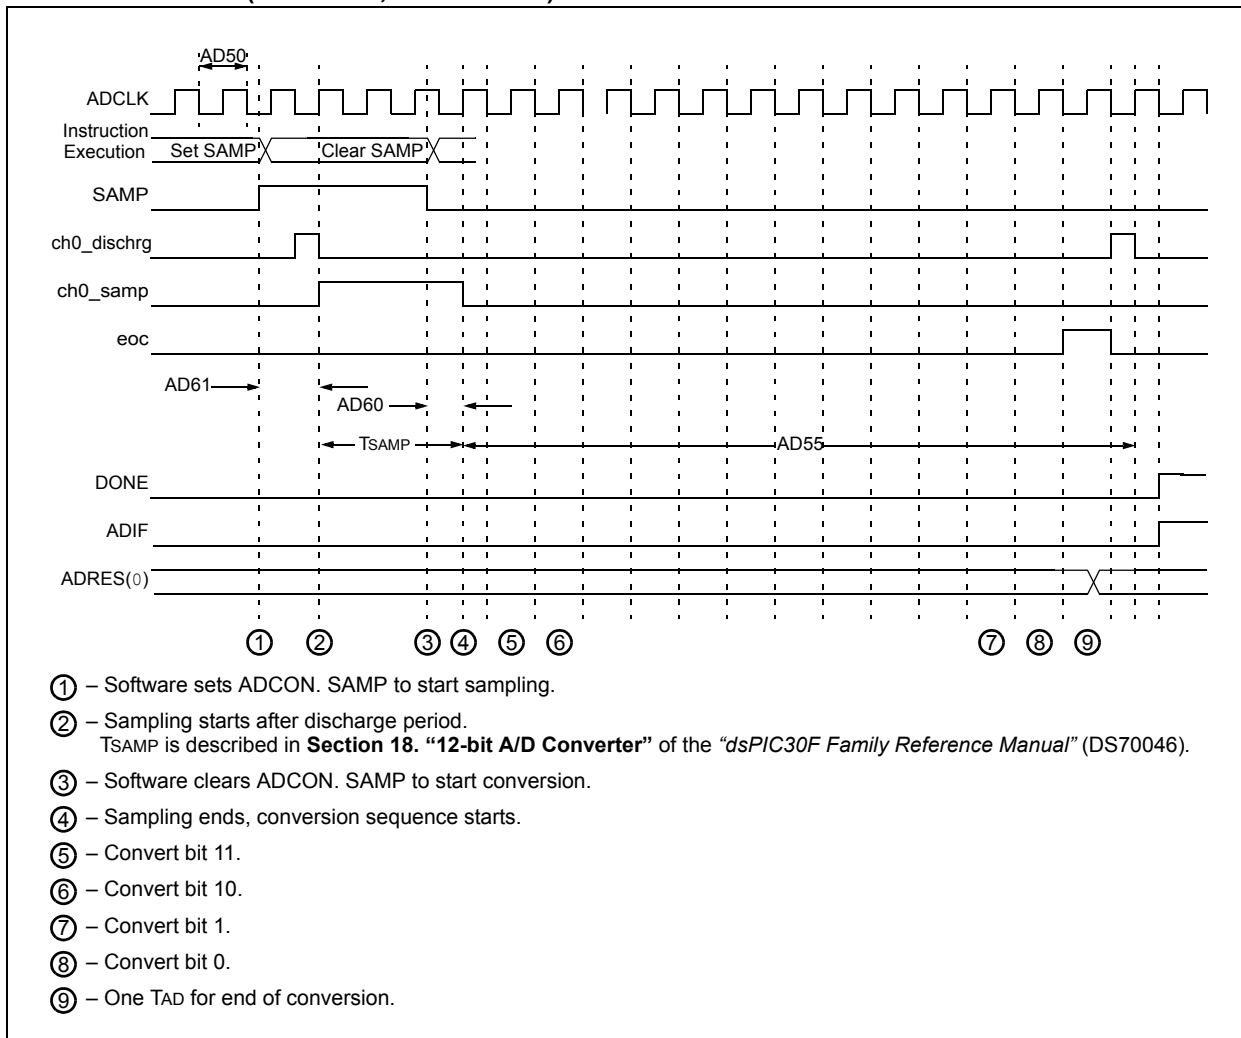 AD50
ADCLK
Instruction
Execution Set SAMP Clear SAMP
SAMP
ch0_dischrg
ch0_samp
eoc
AD61
AD60
TSAMP AD55
DONE
ADIF
ADRES(0)
1 2 3 4 5 6 7 8 9
1 – Software sets ADCON. SAMP to start sampling.
2 – Sampling starts after discharge period.
TSAMP is described in Section 18. “12-bit A/D Converter” of the “dsPIC30F Family Reference Manual” (DS70046).
3 – Software clears ADCON. SAMP to start conversion.
4 – Sampling ends, conversion sequence starts.
5 – Convert bit 11.
6 – Convert bit 10.
7 – Convert bit 1.
8 – Convert bit 0.
9 – One TAD for end of conversion.